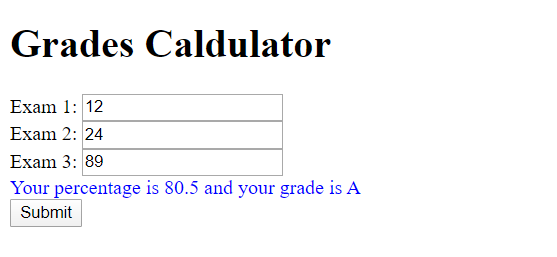 Grades Caldulator
Exam 1: 12
Exam 2: 24
Exam 3: 89
Your percentage is 80.5 and your grade is A
Submit